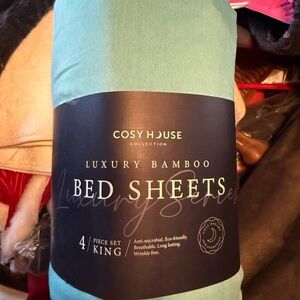 COSY HOUSE
COLLECTION
LUXURY BAMBOO
BED SHEETS
Luxury Series
4 / PIECE SET
KING
Anti-microbial. Eco-friendly.
Breathable. Long lasting.
Wrinkle free.